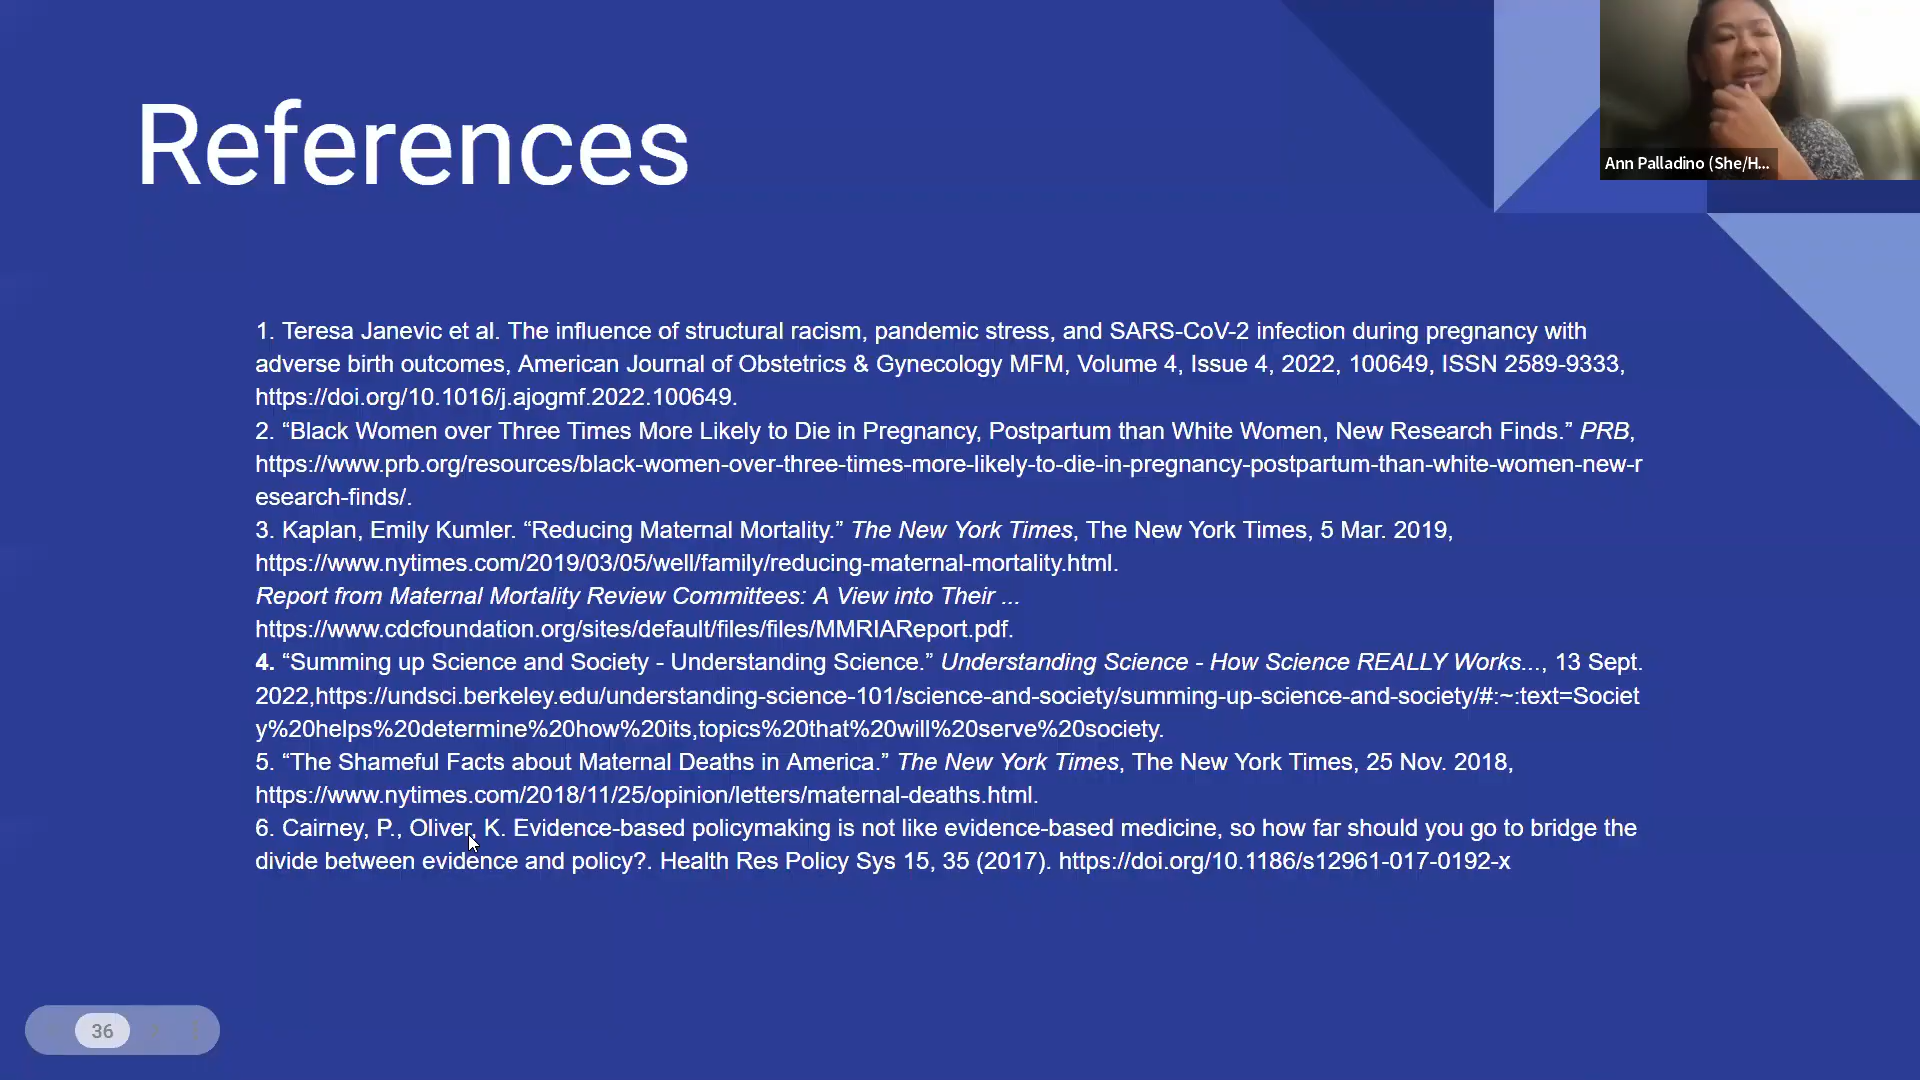 References
Ann Palladino (She/H...
1. Teresa Janevic et al. The influence of structural racism, pandemic stress, and SARS-CoV-2 infection during pregnancy with
adverse birth outcomes, American Journal of Obstetrics & Gynecology MFM, Volume 4, Issue 4, 2022, 100649, ISSN 2589-9333,
https://doi.org/10.1016/j.ajogmf.2022.100649.
2. “Black Women over Three Times More Likely to Die in Pregnancy, Postpartum than White Women, New Research Finds.” PRB,
https://www.prb.org/resources/black-women-over-three-times-more-likely-to-die-in-pregnancy-postpartum-than-white-women-new-r
esearch-finds/.
3. Kaplan, Emily Kumler. “Reducing Maternal Mortality.” The New York Times, The New York Times, 5 Mar. 2019,
https://www.nytimes.com/2019/03/05/well/family/reducing-maternal-mortality.html.
Report from Maternal Mortality Review Committees: A View into Their ...
https://www.cdcfoundation.org/sites/default/files/files/MMRIAReport.pdf.
4. “Summing up Science and Society - Understanding Science.” Understanding Science - How Science REALLY Works..., 13 Sept.
2022,https://undsci.berkeley.edu/understanding-science-101/science-and-society/summing-up-science-and-society/#:~:text=Societ
y%20helps%20determine%20how%20its,topics%20that%20will%20serve%20society.
5. “The Shameful Facts about Maternal Deaths in America.” The New York Times, The New York Times, 25 Nov. 2018,
https://www.nytimes.com/2018/11/25/opinion/letters/maternal-deaths.html.
6. Cairney, P., Oliver, K. Evidence-based policymaking is not like evidence-based medicine, so how far should you go to bridge the
divide between evidence and policy?. Health Res Policy Sys 15, 35 (2017). https://doi.org/10.1186/s12961-017-0192-x
36